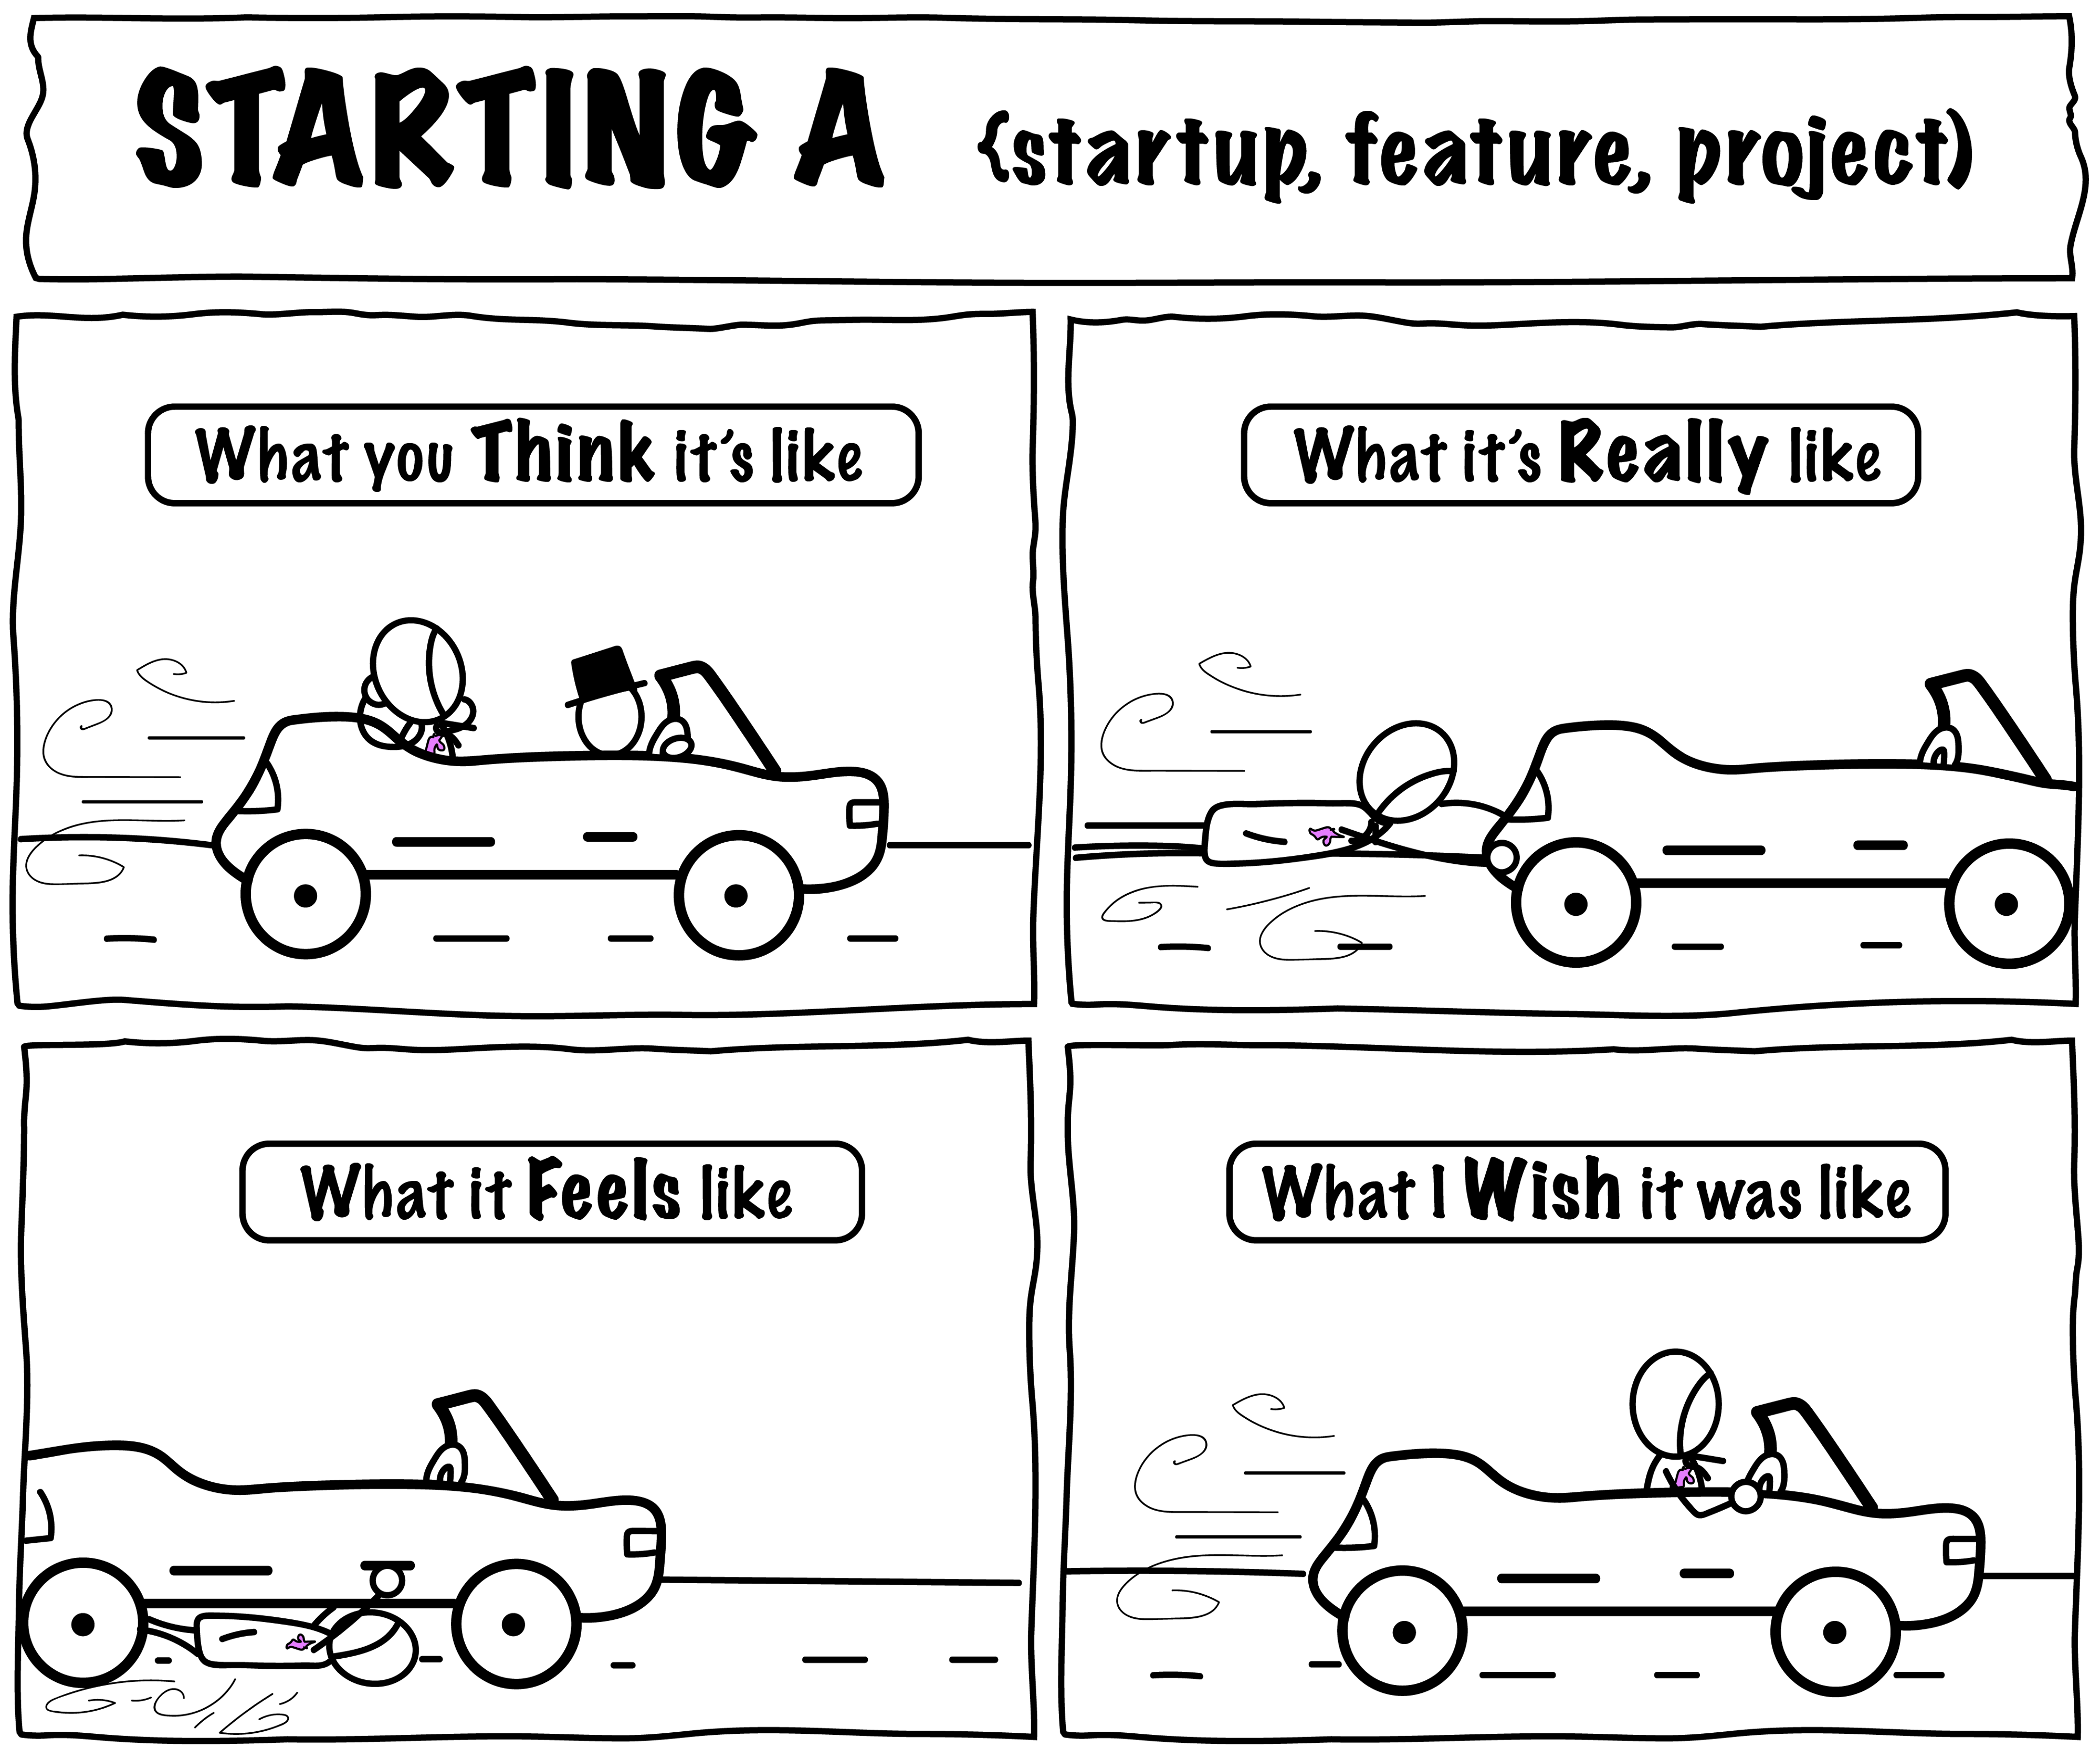 STARTING A {startup, feature, project)
What you Think it's like
What it's Really like
What it Feels like
What I Wish it was like